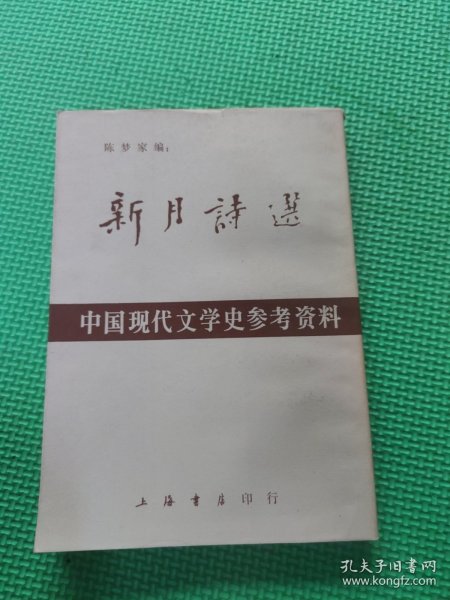 陈梦家编：
新月詩選
中国现代文学史参考资料
上海書店印行
孔夫子旧书网
www.kongfz.com